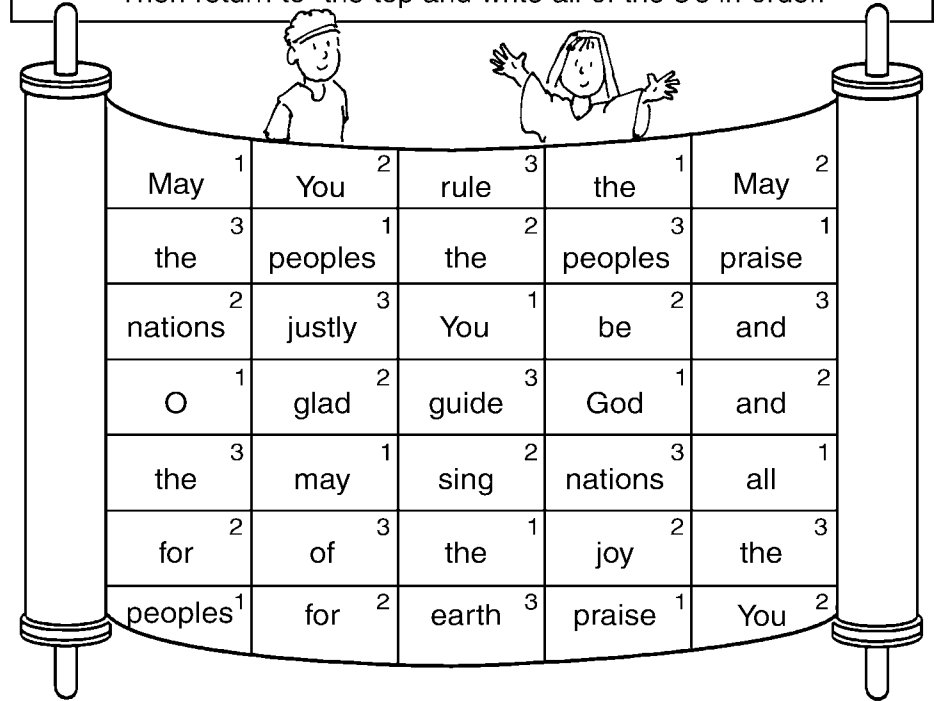 Then return to the top and write all of the 3s in order.
May 1 You 2 rule 3 the 1 May 2
the 3 peoples 1 the 2 peoples 3 praise 1
nations 2 justly 3 You 1 be 2 and 3
O 1 glad 2 guide 3 God 1 and 2
the 3 may 1 sing 2 nations 3 all 1
for 2 of 3 the 1 joy 2 the 3
peoples 1 for 2 earth 3 praise 1 You 2